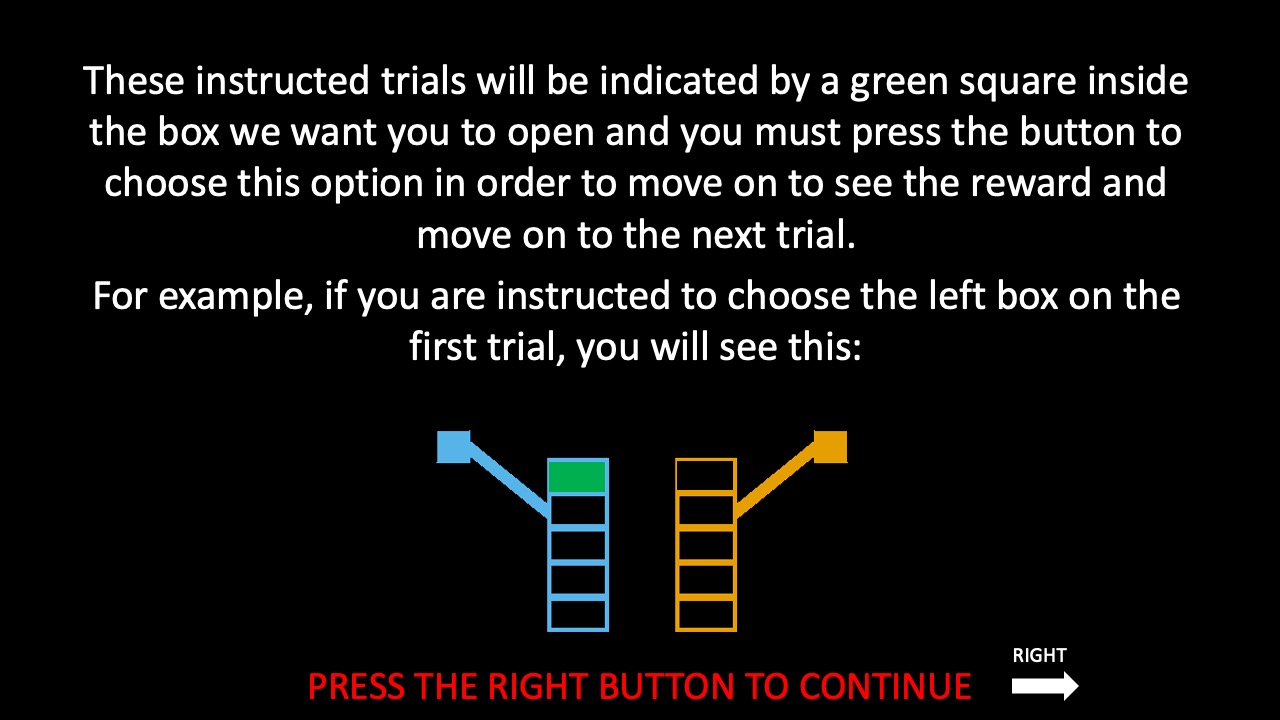 These instructed trials will be indicated by a green square inside
the box we want you to open and you must press the button to
choose this option in order to move on to see the reward and
move on to the next trial.
For example, if you are instructed to choose the left box on the
first trial, you will see this:
RIGHT
PRESS THE RIGHT BUTTON TO CONTINUE